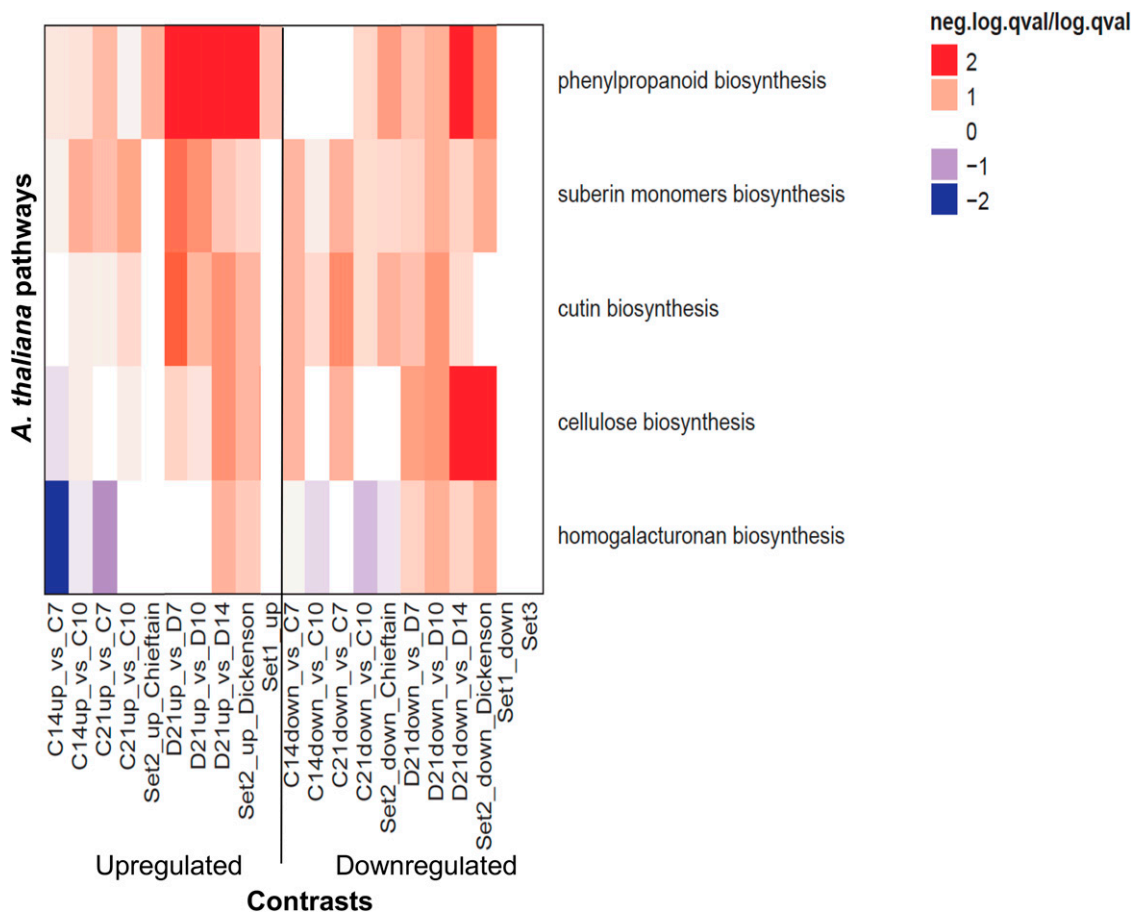 neg.log.qval/log.qval
2
1
0
−1
−2
phenylpropanoid biosynthesis
suberin monomers biosynthesis
cutin biosynthesis
cellulose biosynthesis
homogalacturonan biosynthesis
A. thaliana pathways
C14up_vs_C7
C14up_vs_C10
C21up_vs_C7
C21up_vs_C10
Set2_up_Chieftain
D21up_vs_D7
D21up_vs_D10
D21up_vs_D14
Set2_up_Dickenson
Set1_up
C14down_vs_C7
C14down_vs_C10
C21down_vs_C7
C21down_vs_C10
Set2_down_Chieftain
D21down_vs_D7
D21down_vs_D10
D21down_vs_D14
Set2_down_Dickenson
Set1_down
Set3
Upregulated
Downregulated
Contrasts